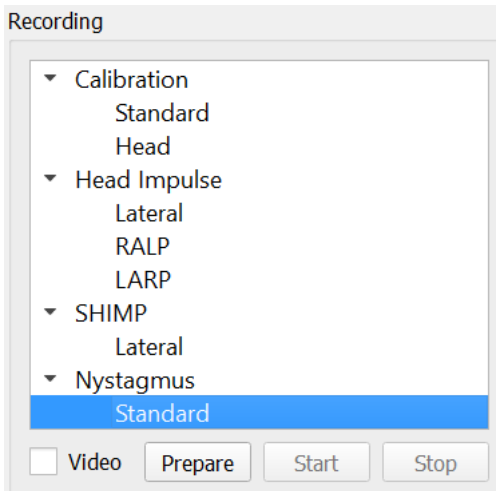 Recording
Calibration
Standard
Head
Head Impulse
Lateral
RALP
LARP
SHIMP
Lateral
Nystagmus
Standard
Video Prepare Start Stop